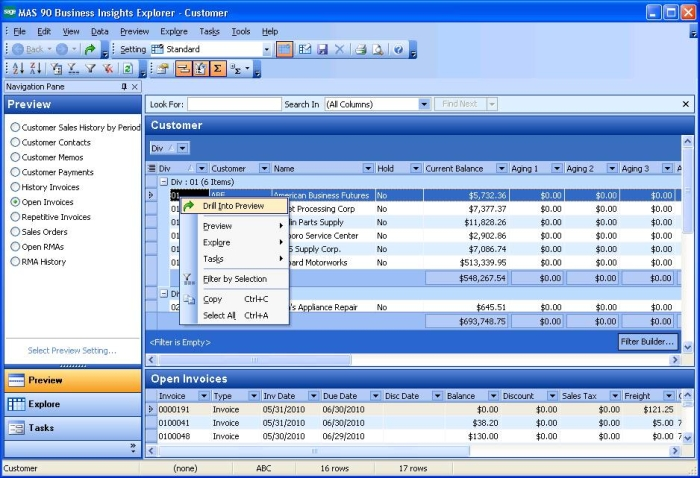 sage MAS 90 Business Insights Explorer - Customer
File Edit View Data Preview Explore Tasks Tools Help
Back Setting Standard
Navigation Pane
Preview
Customer Sales History by Period
Customer Contacts
Customer Memos
Customer Payments
History Invoices
Open Invoices
Repetitive Invoices
Sales Orders
Open RMAs
RMA History
Select Preview Setting...
Preview
Explore
Tasks
Look For: Search In (All Columns) Find Next
Customer
Div
Div Customer Name Hold Current Balance Aging 1 Aging 2 Aging 3 A
Div : 01 (6 Items)
01 ABF American Business Futures No $5,732.36 $0.00 $0.00 $0.00
01 et Processing Corp No $7,377.37 $0.00 $0.00 $0.00
01 in Parts Supply No $11,828.26 $0.00 $0.00 $0.00
01 boro Service Center No $2,902.86 $0.00 $0.00 $0.00
01 Supply Corp. No $7,086.74 $0.00 $0.00 $0.00
01 ard Motorworks No $513,339.95 $0.00 $0.00 $0.00
$548,267.54 $0.00 $0.00 $0.00
Di
02 's Appliance Repair No $645.51 $0.00 $0.00 $0.00
$693,748.75 $0.00 $0.00 $0.00
Drill Into Preview
Preview
Explore
Tasks
Filter by Selection
Copy Ctrl+C
Select All Ctrl+A
<Filter is Empty> Filter Builder...
Open Invoices
Invoice Type Inv Date Due Date Disc Date Balance Discount Sales Tax Freight
0000191 Invoice 05/31/2010 06/30/2010 $0.00 $0.00 $0.00 $121.25
0100041 Invoice 05/31/2010 06/30/2010 $38.20 $0.00 $0.00 $5.00 7
0100048 Invoice 05/30/2010 06/29/2010 $130.00 $0.00 $0.00 $0.00 7
Customer (none) ABC 16 rows 17 rows